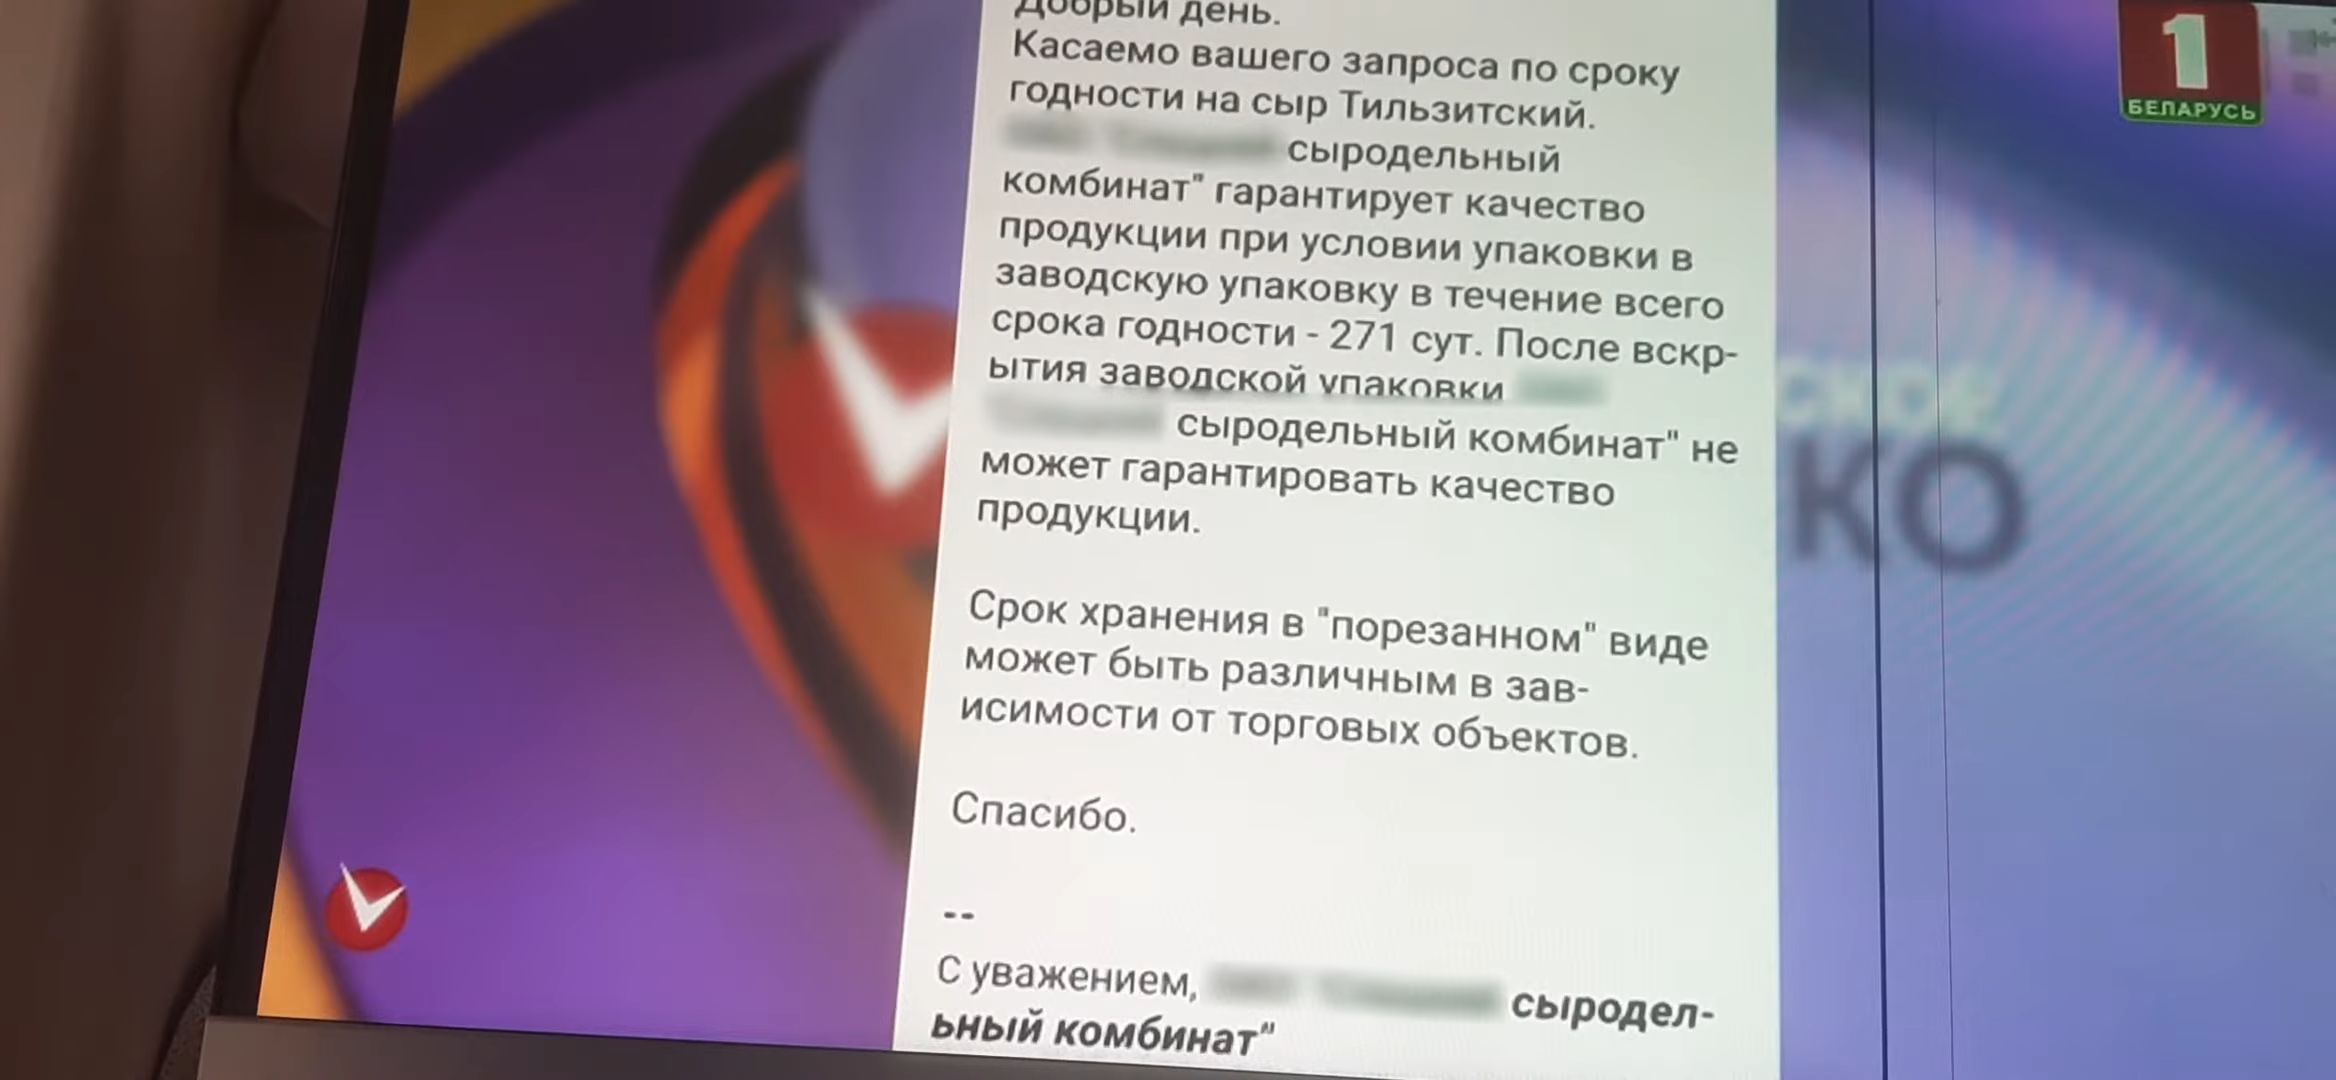 Добрый день.
Касаемо вашего запроса по сроку
годности на сыр Тильзитский.
сыродельный
комбинат" гарантирует качество
продукции при условии упаковки в
заводскую упаковку в течение всего
срока годности - 271 сут. После вскр-
ытия заводской упаковки
сыродельный комбинат" не
может гарантировать качество
продукции.
Срок хранения в "порезанном" виде
может быть различным в зав-
исимости от торговых объектов.
Спасибо.
--
С уважением, сыродел-
ьный комбинат"
1
БЕЛАРУСЬ
КО